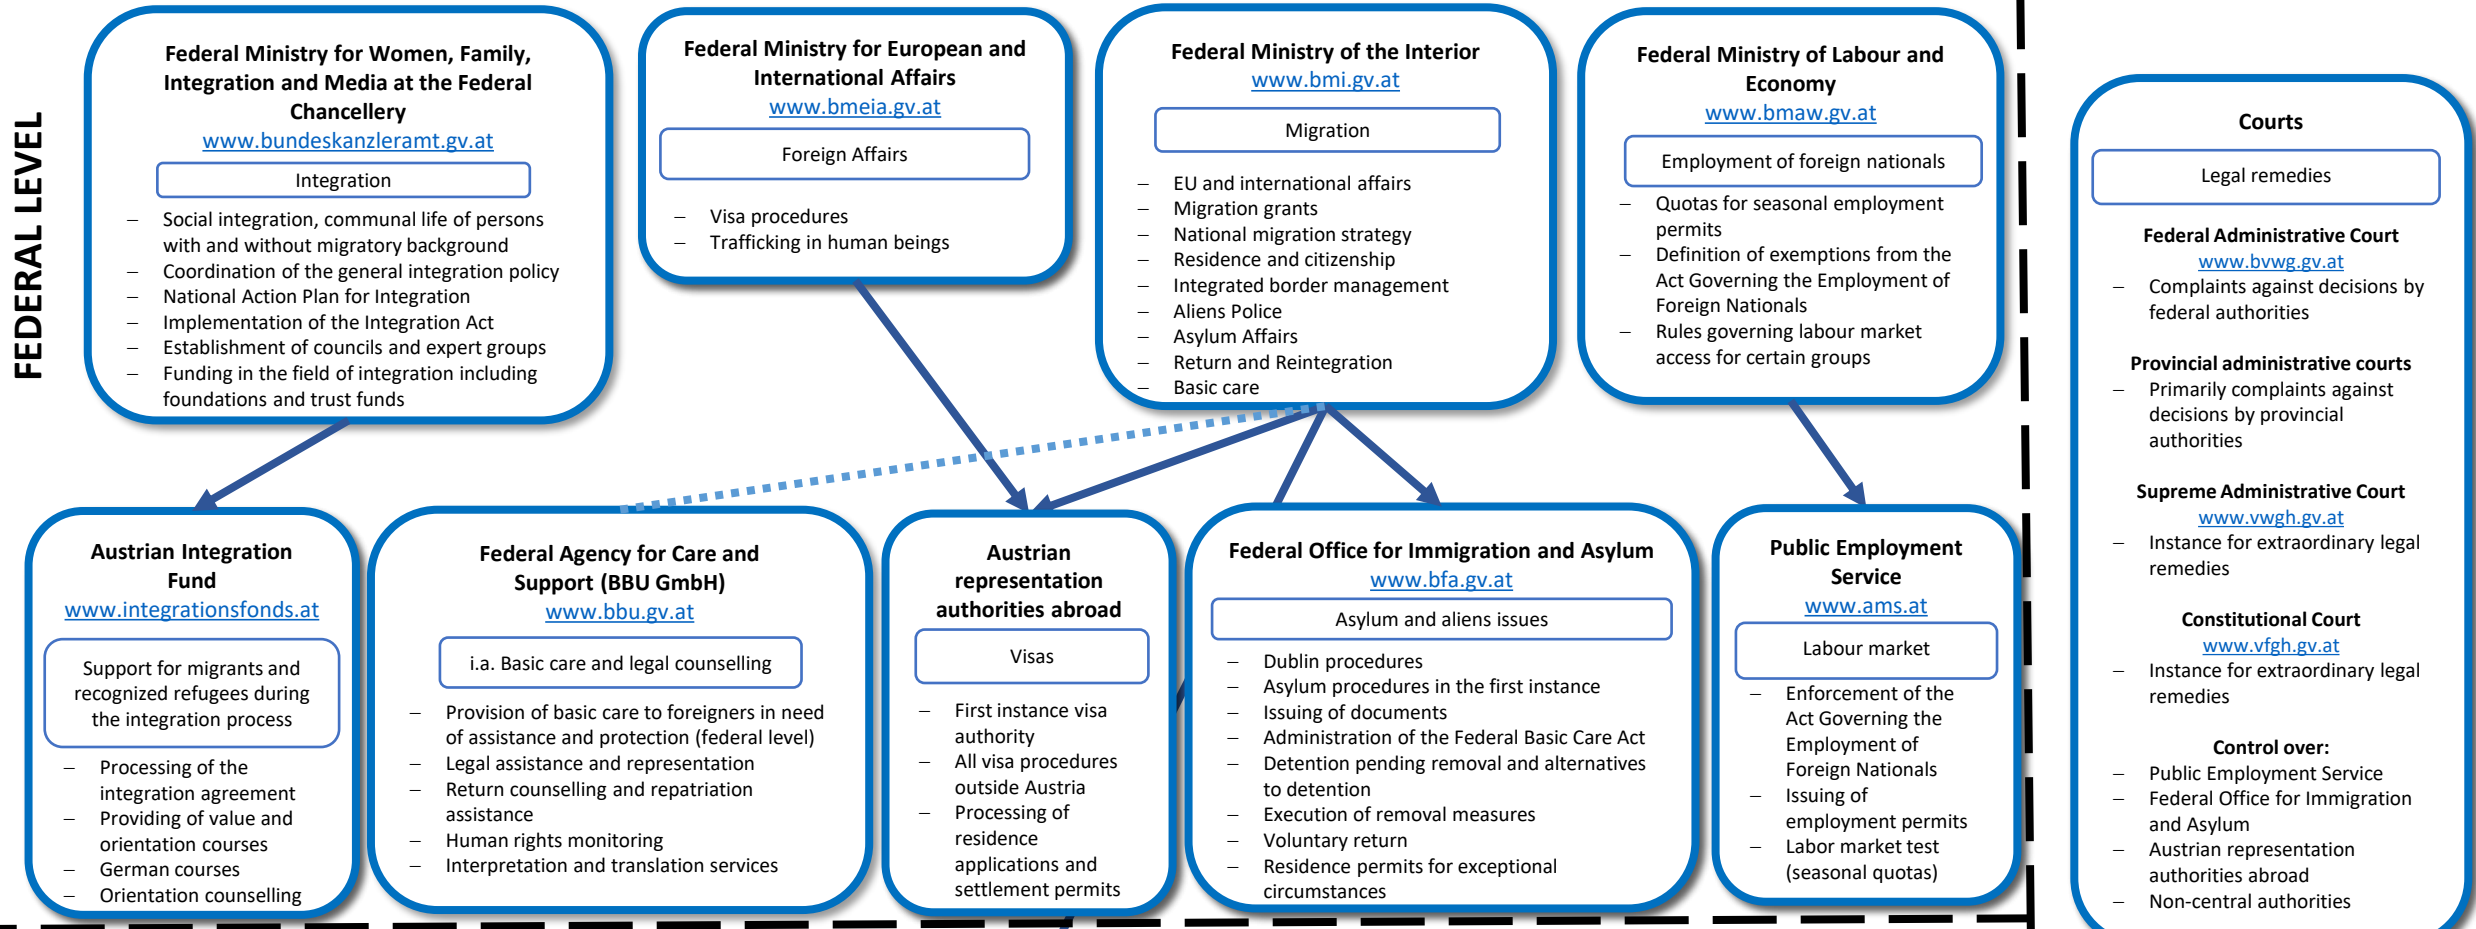 FEDERAL LEVEL
Federal Ministry for Women, Family,
Integration and Media at the Federal
Chancellery
www.bundeskanzleramt.gv.at
Integration
– Social integration, communal life of persons
with and without migratory background
– Coordination of the general integration policy
– National Action Plan for Integration
– Implementation of the Integration Act
– Establishment of councils and expert groups
– Funding in the field of integration including
foundations and trust funds
Federal Ministry for European and
International Affairs
www.bmeia.gv.at
Foreign Affairs
– Visa procedures
– Trafficking in human beings
Federal Ministry of the Interior
www.bmi.gv.at
Migration
– EU and international affairs
– Migration grants
– National migration strategy
– Residence and citizenship
– Integrated border management
– Aliens Police
– Asylum Affairs
– Return and Reintegration
– Basic care
Federal Ministry of Labour and
Economy
www.bmaw.gv.at
Employment of foreign nationals
– Quotas for seasonal employment
permits
– Definition of exemptions from the
Act Governing the Employment of
Foreign Nationals
– Rules governing labour market
access for certain groups
Austrian Integration
Fund
www.integrationsfonds.at
Support for migrants and
recognized refugees during
the integration process
– Processing of the
integration agreement
– Providing of value and
orientation courses
– German courses
– Orientation counselling
Federal Agency for Care and
Support (BBU GmbH)
www.bbu.gv.at
i.a. Basic care and legal counselling
– Provision of basic care to foreigners in need
of assistance and protection (federal level)
– Legal assistance and representation
– Return counselling and repatriation
assistance
– Human rights monitoring
– Interpretation and translation services
Austrian
representation
authorities abroad
Visas
– First instance visa
authority
– All visa procedures
outside Austria
– Processing of
residence
applications and
settlement permits
Federal Office for Immigration and Asylum
www.bfa.gv.at
Asylum and aliens issues
– Dublin procedures
– Asylum procedures in the first instance
– Issuing of documents
– Administration of the Federal Basic Care Act
– Detention pending removal and alternatives
to detention
– Execution of removal measures
– Voluntary return
– Residence permits for exceptional
circumstances
Public Employment
Service
www.ams.at
Labour market
– Enforcement of the
Act Governing the
Employment of
Foreign Nationals
– Issuing of
employment permits
– Labor market test
(seasonal quotas)
Courts
Legal remedies
Federal Administrative Court
www.bvwg.gv.at
– Complaints against decisions by
federal authorities
Provincial administrative courts
– Primarily complaints against
decisions by provincial
authorities
Supreme Administrative Court
www.vwgh.gv.at
– Instance for extraordinary legal
remedies
Constitutional Court
www.vfgh.gv.at
– Instance for extraordinary legal
remedies
Control over:
– Public Employment Service
– Federal Office for Immigration
and Asylum
– Austrian representation
authorities abroad
– Non-central authorities